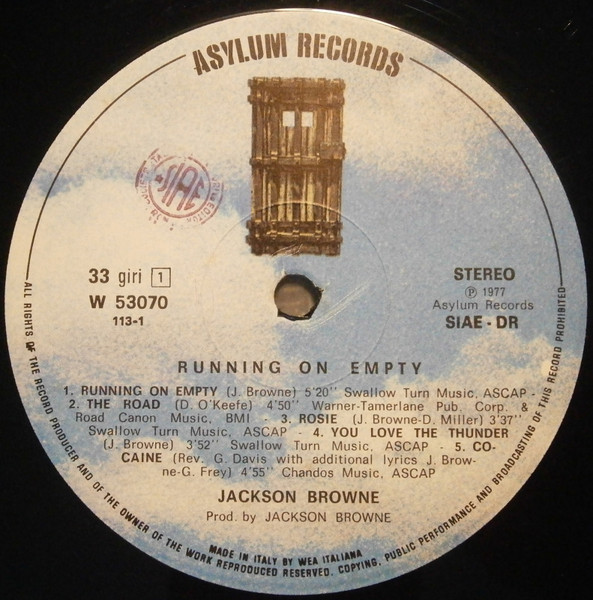 ASYLUM RECORDS
SIAE
33 giri 1
W 53070
113-1
STEREO
℗ 1977
Asylum Records
SIAE - DR
RUNNING ON EMPTY
1. RUNNING ON EMPTY (J. Browne) 5'20'' Swallow Turn Music, ASCAP -
2. THE ROAD (D. O'Keefe) 4'50'' Warner-Tamerlane Pub. Corp. &
Road Canon Music, BMI - 3. ROSIE (J. Browne-D. Miller) 3'37''
Swallow Turn Music, ASCAP - 4. YOU LOVE THE THUNDER
(J. Browne) 3'52'' Swallow Turn Music, ASCAP - 5. CO-
CAINE (Rev. G. Davis with additional lyrics J. Brow-
ne-G. Frey) 4'55'' Chandos Music, ASCAP
JACKSON BROWNE
Prod. by JACKSON BROWNE
MADE IN ITALY BY WEA ITALIANA
ALL RIGHTS OF THE RECORD PRODUCER AND OF THE OWNER OF THE WORK REPRODUCED RESERVED. COPYING, PUBLIC PERFORMANCE AND BROADCASTING OF THIS RECORD PROHIBITED